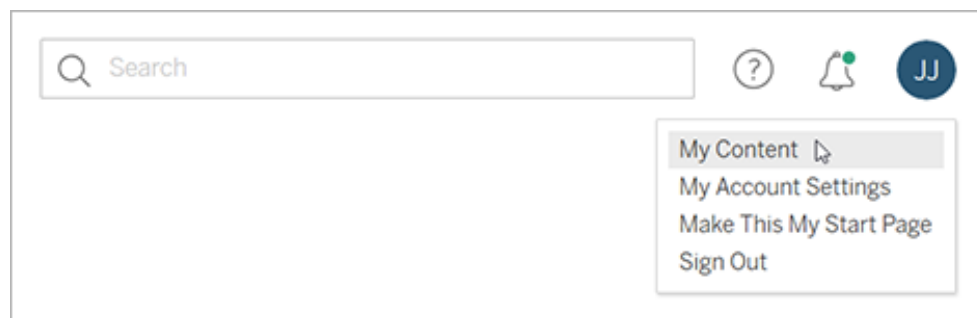 Search
?
JJ
My Content
My Account Settings
Make This My Start Page
Sign Out